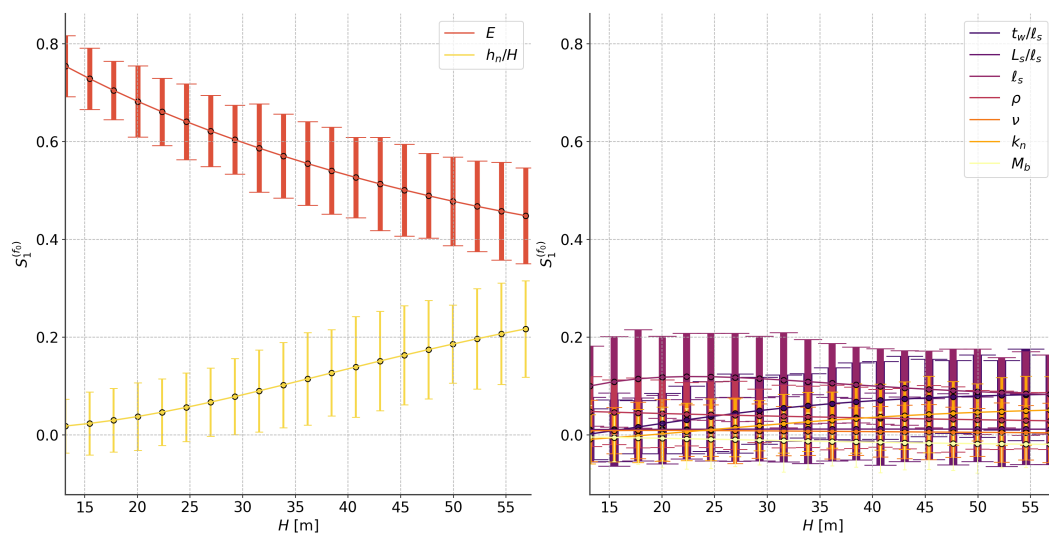 E
h_n/H
0.8
0.6
0.4
0.2
0.0
S_1^{(f_0)}
15 20 25 30 35 40 45 50 55
H [m]
t_w/ℓ_s
L_s/ℓ_s
ℓ_s
ρ
ν
k_n
M_b
0.8
0.6
0.4
0.2
0.0
S_1^{(f_0)}
15 20 25 30 35 40 45 50 55
H [m]